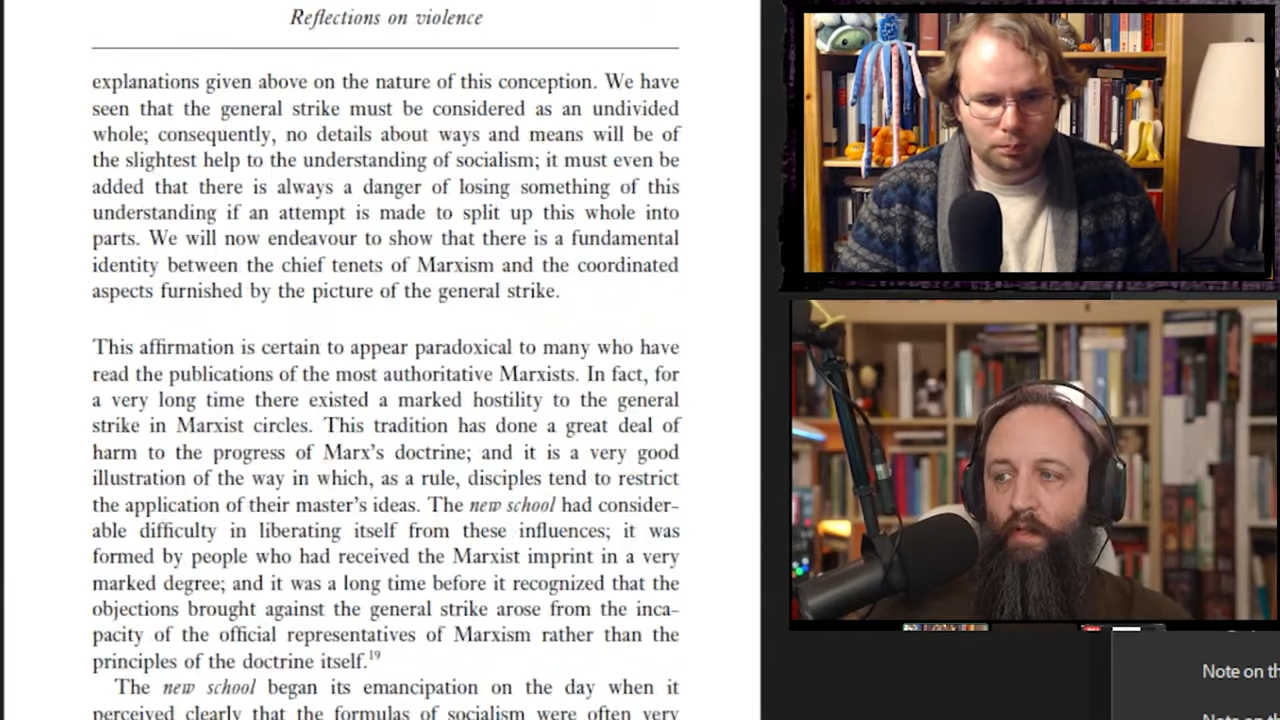 Reflections on violence
explanations given above on the nature of this conception. We have
seen that the general strike must be considered as an undivided
whole; consequently, no details about ways and means will be of
the slightest help to the understanding of socialism; it must even be
added that there is always a danger of losing something of this
understanding if an attempt is made to split up this whole into
parts. We will now endeavour to show that there is a fundamental
identity between the chief tenets of Marxism and the coordinated
aspects furnished by the picture of the general strike.
This affirmation is certain to appear paradoxical to many who have
read the publications of the most authoritative Marxists. In fact, for
a very long time there existed a marked hostility to the general
strike in Marxist circles. This tradition has done a great deal of
harm to the progress of Marx's doctrine; and it is a very good
illustration of the way in which, as a rule, disciples tend to restrict
the application of their master's ideas. The new school had consider-
able difficulty in liberating itself from these influences; it was
formed by people who had received the Marxist imprint in a very
marked degree; and it was a long time before it recognized that the
objections brought against the general strike arose from the inca-
pacity of the official representatives of Marxism rather than the
principles of the doctrine itself.19
The new school began its emancipation on the day when it
perceived clearly that the formulas of socialism were often very
Note on th